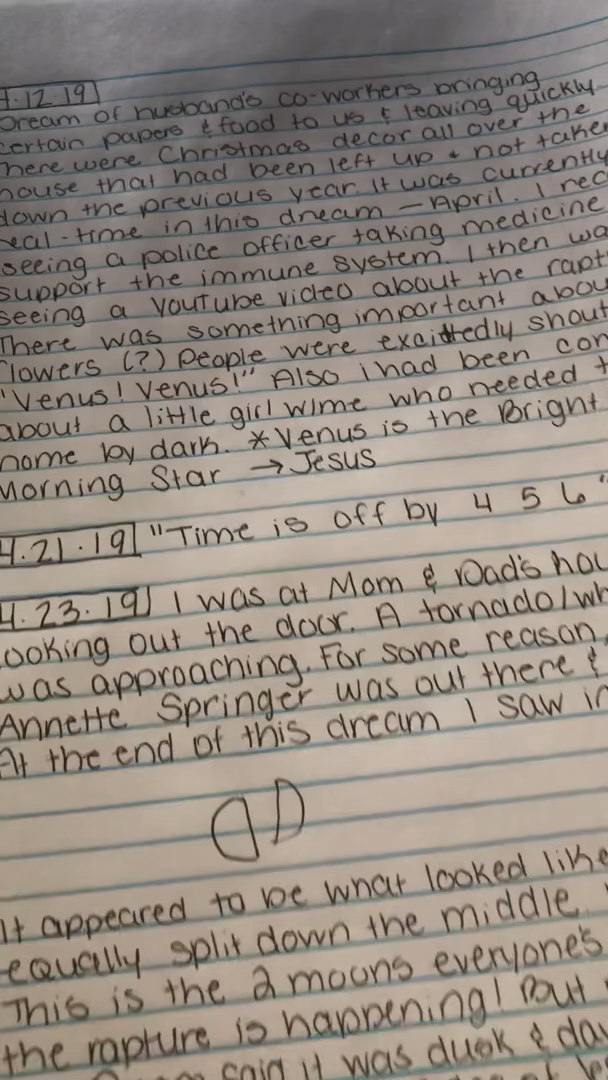 4.12.19
Dream of husband's co-workers bringing
certain papers & food to us & leaving quickly
There were Christmas decor all over the
house that had been left up & not taken
down the previous year. It was currently
real-time in this dream — April. I rec
seeing a police officer taking medicine
support the immune system. I then wa
seeing a YouTube video about the rapt
There was something important abou
flowers (?) People were exaitedly shout
"Venus! Venus!" Also i had been con
about a little girl w/me who needed t
home by dark. *Venus is the Bright
Morning Star → Jesus
4.21.19 "Time is off by 4 5 6"
4.23.19 I was at Mom & Dad's hou
Looking out the door. A tornado/wh
was approaching. For some reason,
Annette Springer was out there &
At the end of this dream I saw in
It appeared to be what looked like
equally split down the middle.
This is the 2 moons everyone's
the rapture is happening! But
said it was dusk & da